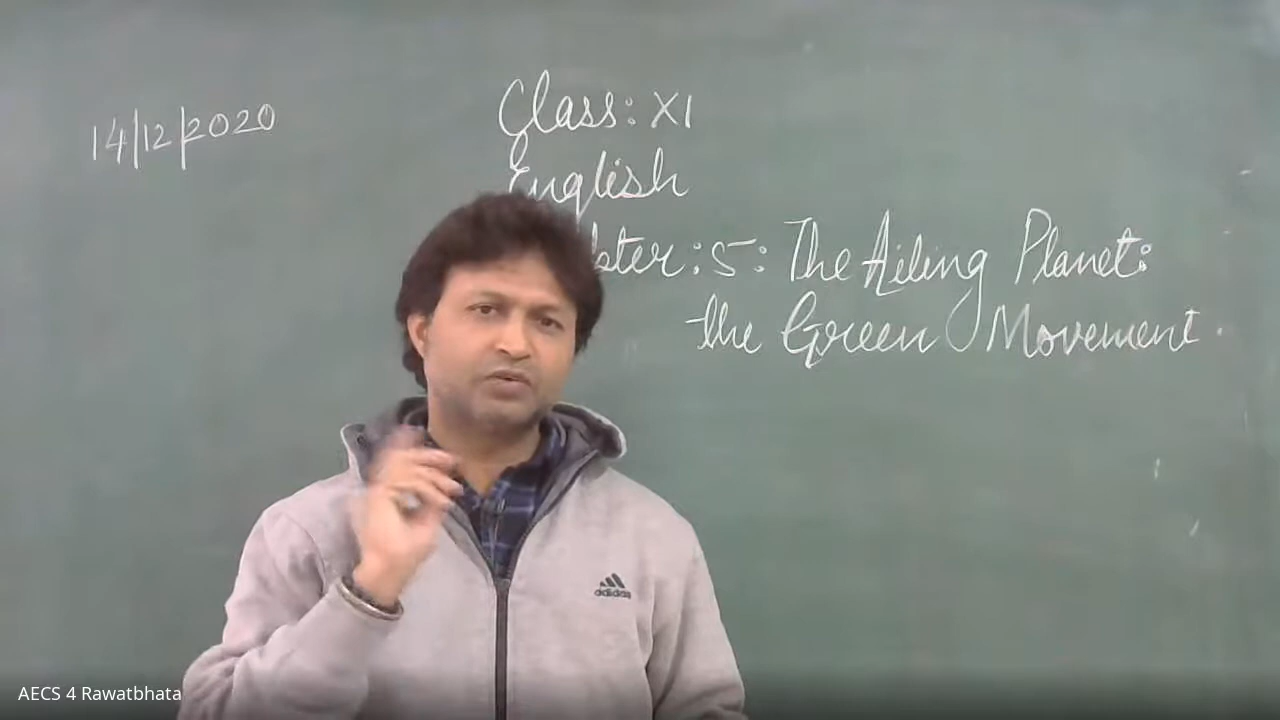 14/12/2020
Class: XI
English
pter: 5: The Ailing Planet:
the Green Movement.
adidas
AECS 4 Rawatbhata